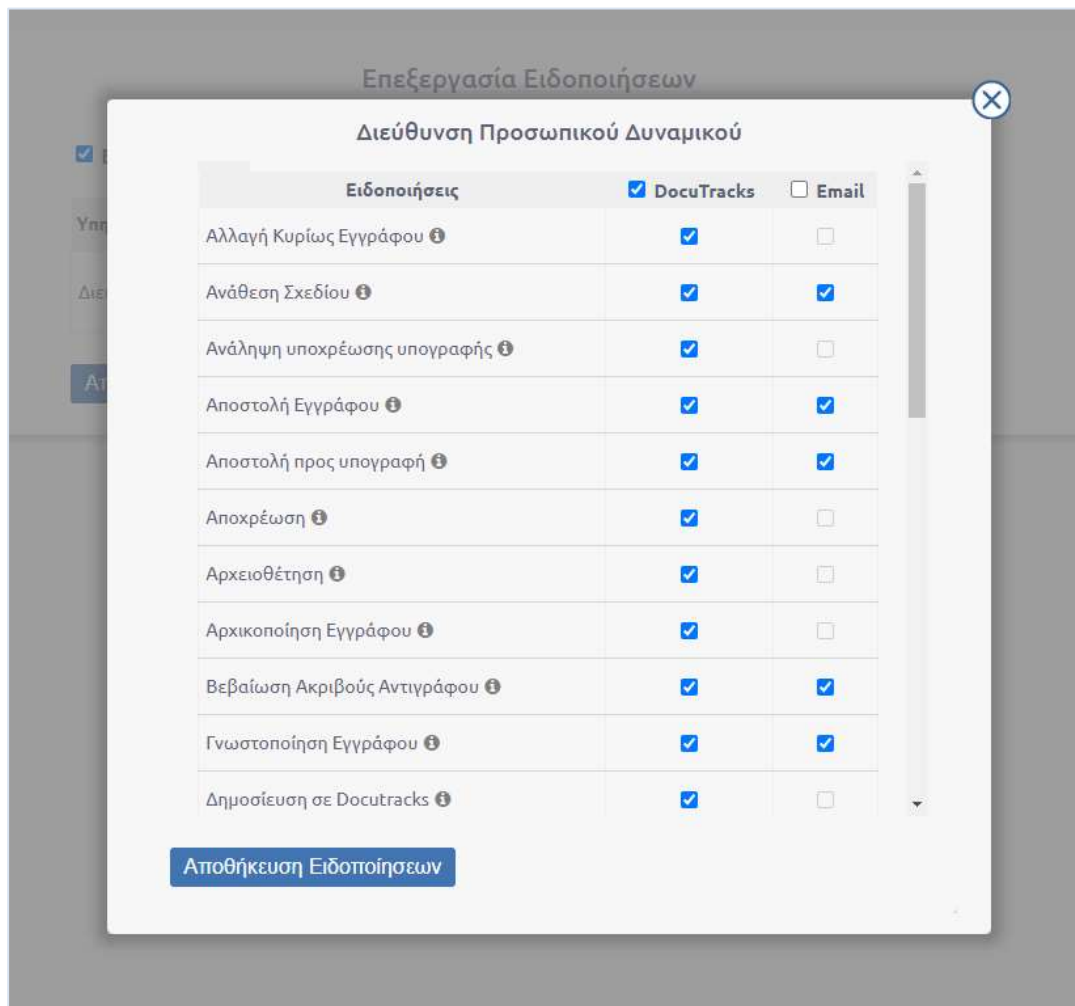 Επεξεργασία Ειδοποιήσεων
Διεύθυνση Προσωπικού Δυναμικού
Ειδοποιήσεις DocuTracks Email
Αλλαγή Κυρίως Εγγράφου
Ανάθεση Σχεδίου
Ανάληψη υποχρέωσης υπογραφής
Αποστολή Εγγράφου
Αποστολή προς υπογραφή
Αποχρέωση
Αρχειοθέτηση
Αρχικοποίηση Εγγράφου
Βεβαίωση Ακριβούς Αντιγράφου
Γνωστοποίηση Εγγράφου
Δημοσίευση σε Docutracks
Αποθήκευση Ειδοποίησεων